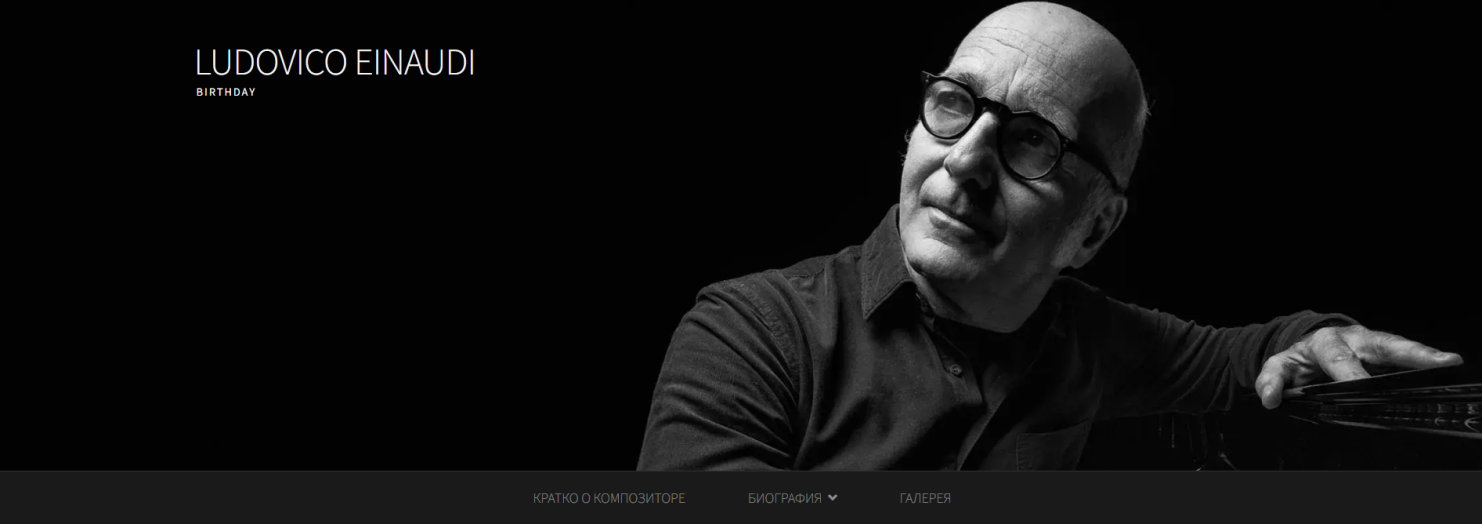 LUDOVICO EINAUDI
BIRTHDAY
КРАТКО О КОМПОЗИТОРЕ БИОГРАФИЯ ГАЛЕРЕЯ